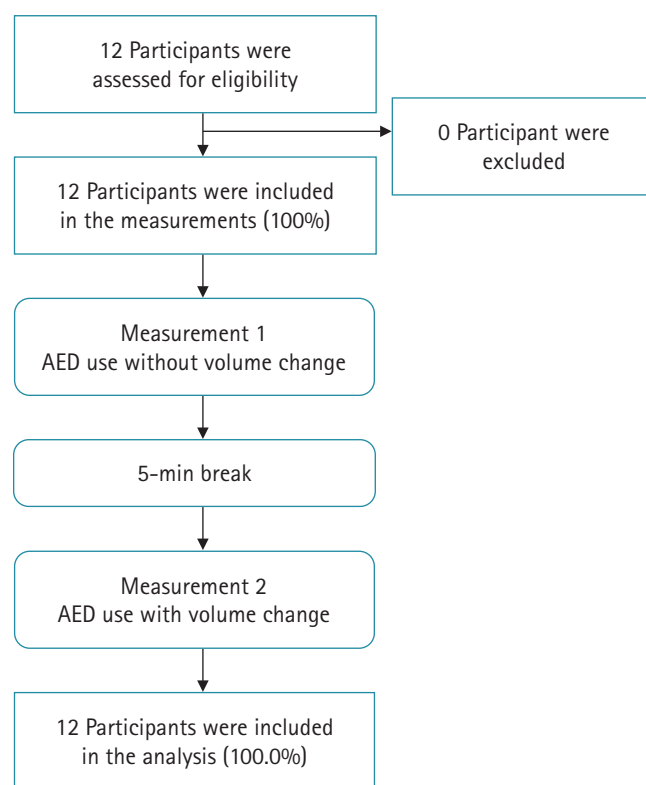 12 Participants were
assessed for eligibility
0 Participant were
excluded
12 Participants were included
in the measurements (100%)
Measurement 1
AED use without volume change
5-min break
Measurement 2
AED use with volume change
12 Participants were included
in the analysis (100.0%)